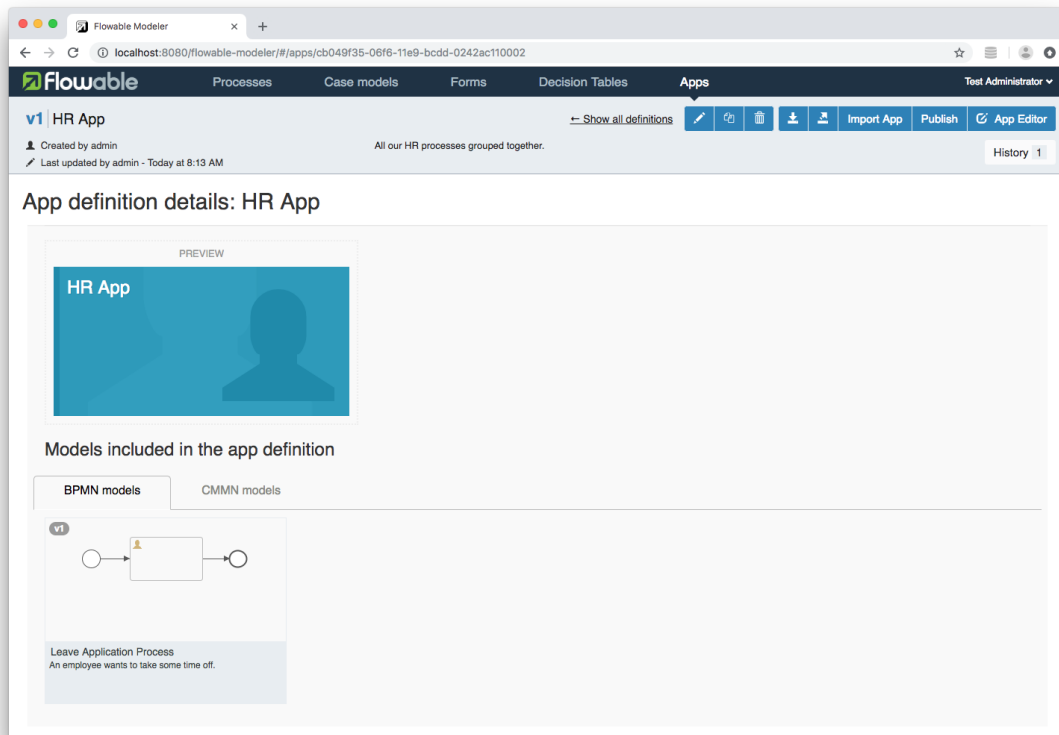 Flowable Modeler
localhost:8080/flowable-modeler/#/apps/cb049f35-06f6-11e9-bcdd-0242ac110002
Flowable Processes Case models Forms Decision Tables Apps Test Administrator
v1 HR App ← Show all definitions Import App Publish App Editor
Created by admin All our HR processes grouped together.
History 1
Last updated by admin - Today at 8:13 AM
App definition details: HR App
PREVIEW
HR App
Models included in the app definition
BPMN models CMMN models
v1
Leave Application Process
An employee wants to take some time off.